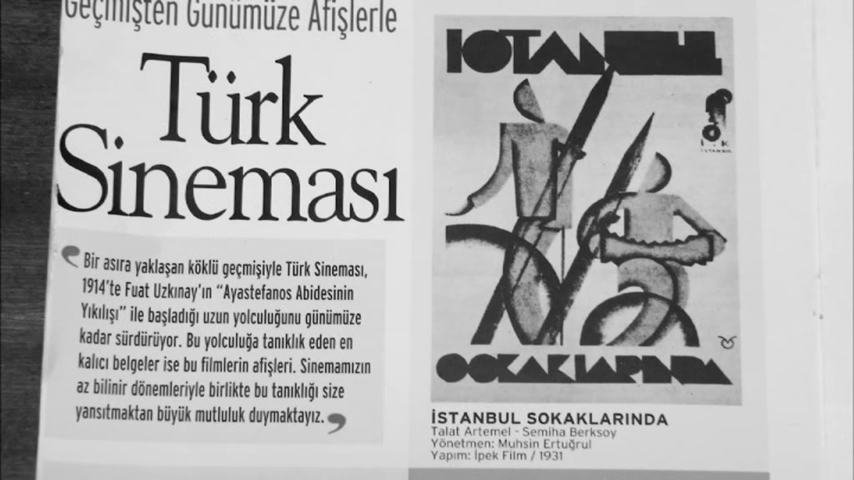 Geçmişten Günümüze Afişlerle
Türk
Sineması
Bir asıra yaklaşan köklü geçmişiyle Türk Sineması,
1914'te Fuat Uzkınay'ın “Ayastefanos Abidesinin
Yıkılışı” ile başladığı uzun yolculuğunu günümüze
kadar sürdürüyor. Bu yolculuğa tanıklık eden en
kalıcı belgeler ise bu filmlerin afişleri. Sinemamızın
az bilinir dönemleriyle birlikte bu tanıklığı size
yansıtmaktan büyük mutluluk duymaktayız.
ISTANBUL
İSTANBUL
SOKAKLARINDA
İSTANBUL SOKAKLARINDA
Talat Artemel - Semiha Berksoy
Yönetmen: Muhsin Ertuğrul
Yapım: İpek Film / 1931